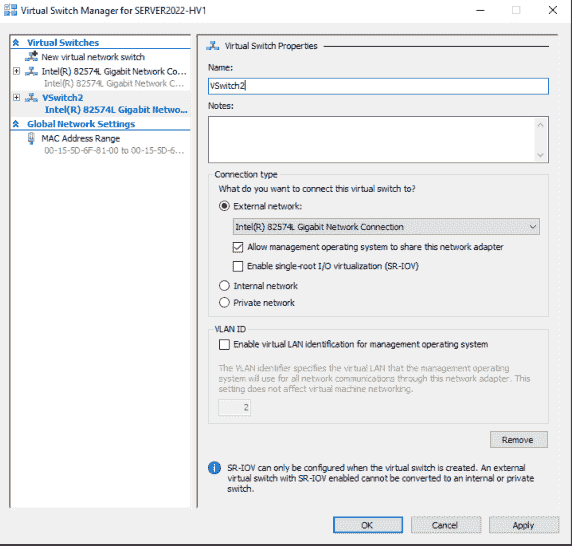 Virtual Switch Manager for SERVER2022-HV1
Virtual Switches
New virtual network switch
Intel(R) 82574L Gigabit Network Co...
Intel(R) 82574L Gigabit Network C...
VSwitch2
Intel(R) 82574L Gigabit Netwo...
Global Network Settings
MAC Address Range
00-15-5D-6F-81-00 to 00-15-5D-6...
Virtual Switch Properties
Name:
VSwitch2
Notes:
Connection type
What do you want to connect this virtual switch to?
External network:
Intel(R) 82574L Gigabit Network Connection
Allow management operating system to share this network adapter
Enable single-root I/O virtualization (SR-IOV)
Internal network
Private network
VLAN ID
Enable virtual LAN identification for management operating system
The VLAN identifier specifies the virtual LAN that the management operating
system will use for all network communications through this network adapter. This
setting does not affect virtual machine networking.
2
Remove
SR-IOV can only be configured when the virtual switch is created. An external
virtual switch with SR-IOV enabled cannot be converted to an internal or private
switch.
OK
Cancel
Apply